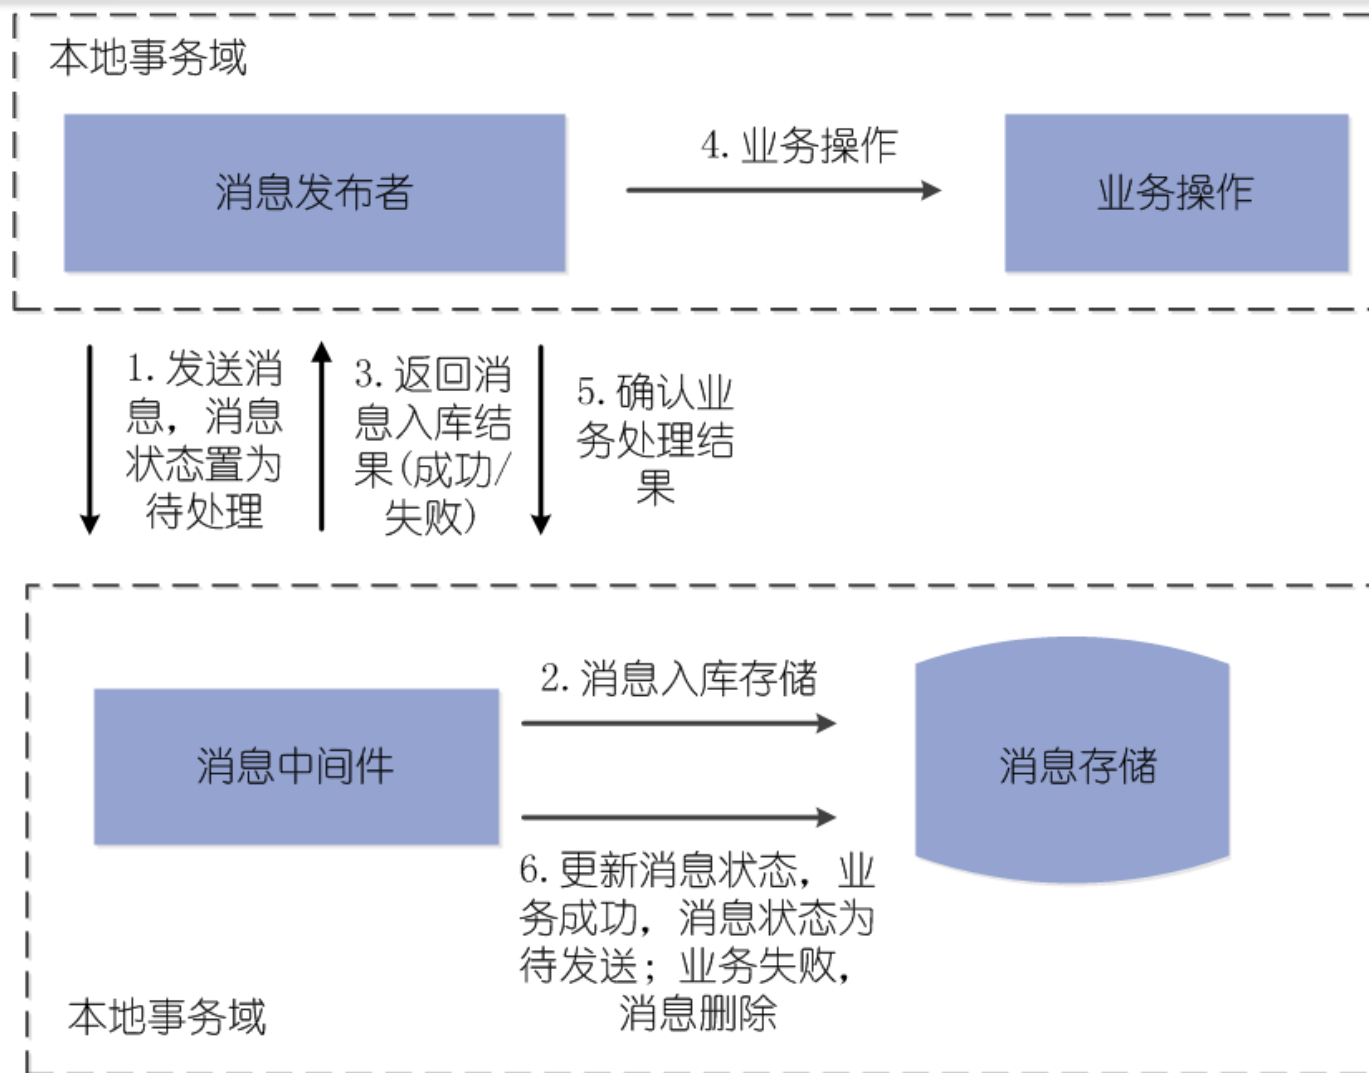 本地事务域
消息发布者
4. 业务操作
业务操作
1. 发送消
息，消息
状态置为
待处理
3. 返回消
息入库结
果(成功/
失败)
5. 确认业
务处理结
果
消息中间件
2. 消息入库存储
消息存储
6. 更新消息状态，业
务成功，消息状态为
待发送；业务失败，
消息删除
本地事务域